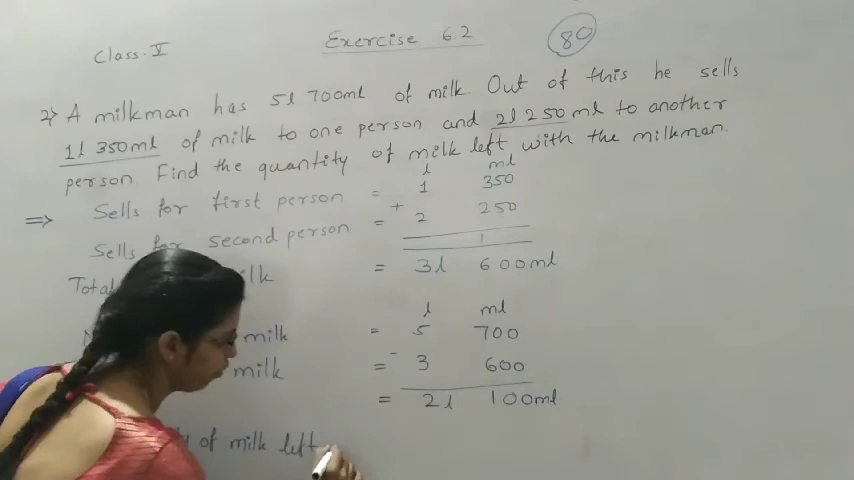 Class. V
Exercise 6.2
80
2) A milkman has 5l 700ml of milk Out of this he sells
1l 350ml of milk to one person and 2l 250 ml to another
person. Find the quantity of milk left with the milkman.
l ml
⇒ Sells for first person = 1 350
Sells for second person = + 2 250
1
Total = 3l 600ml
l ml
milk = 5 700
milk = - 3 600
= 2l 100ml
of milk left